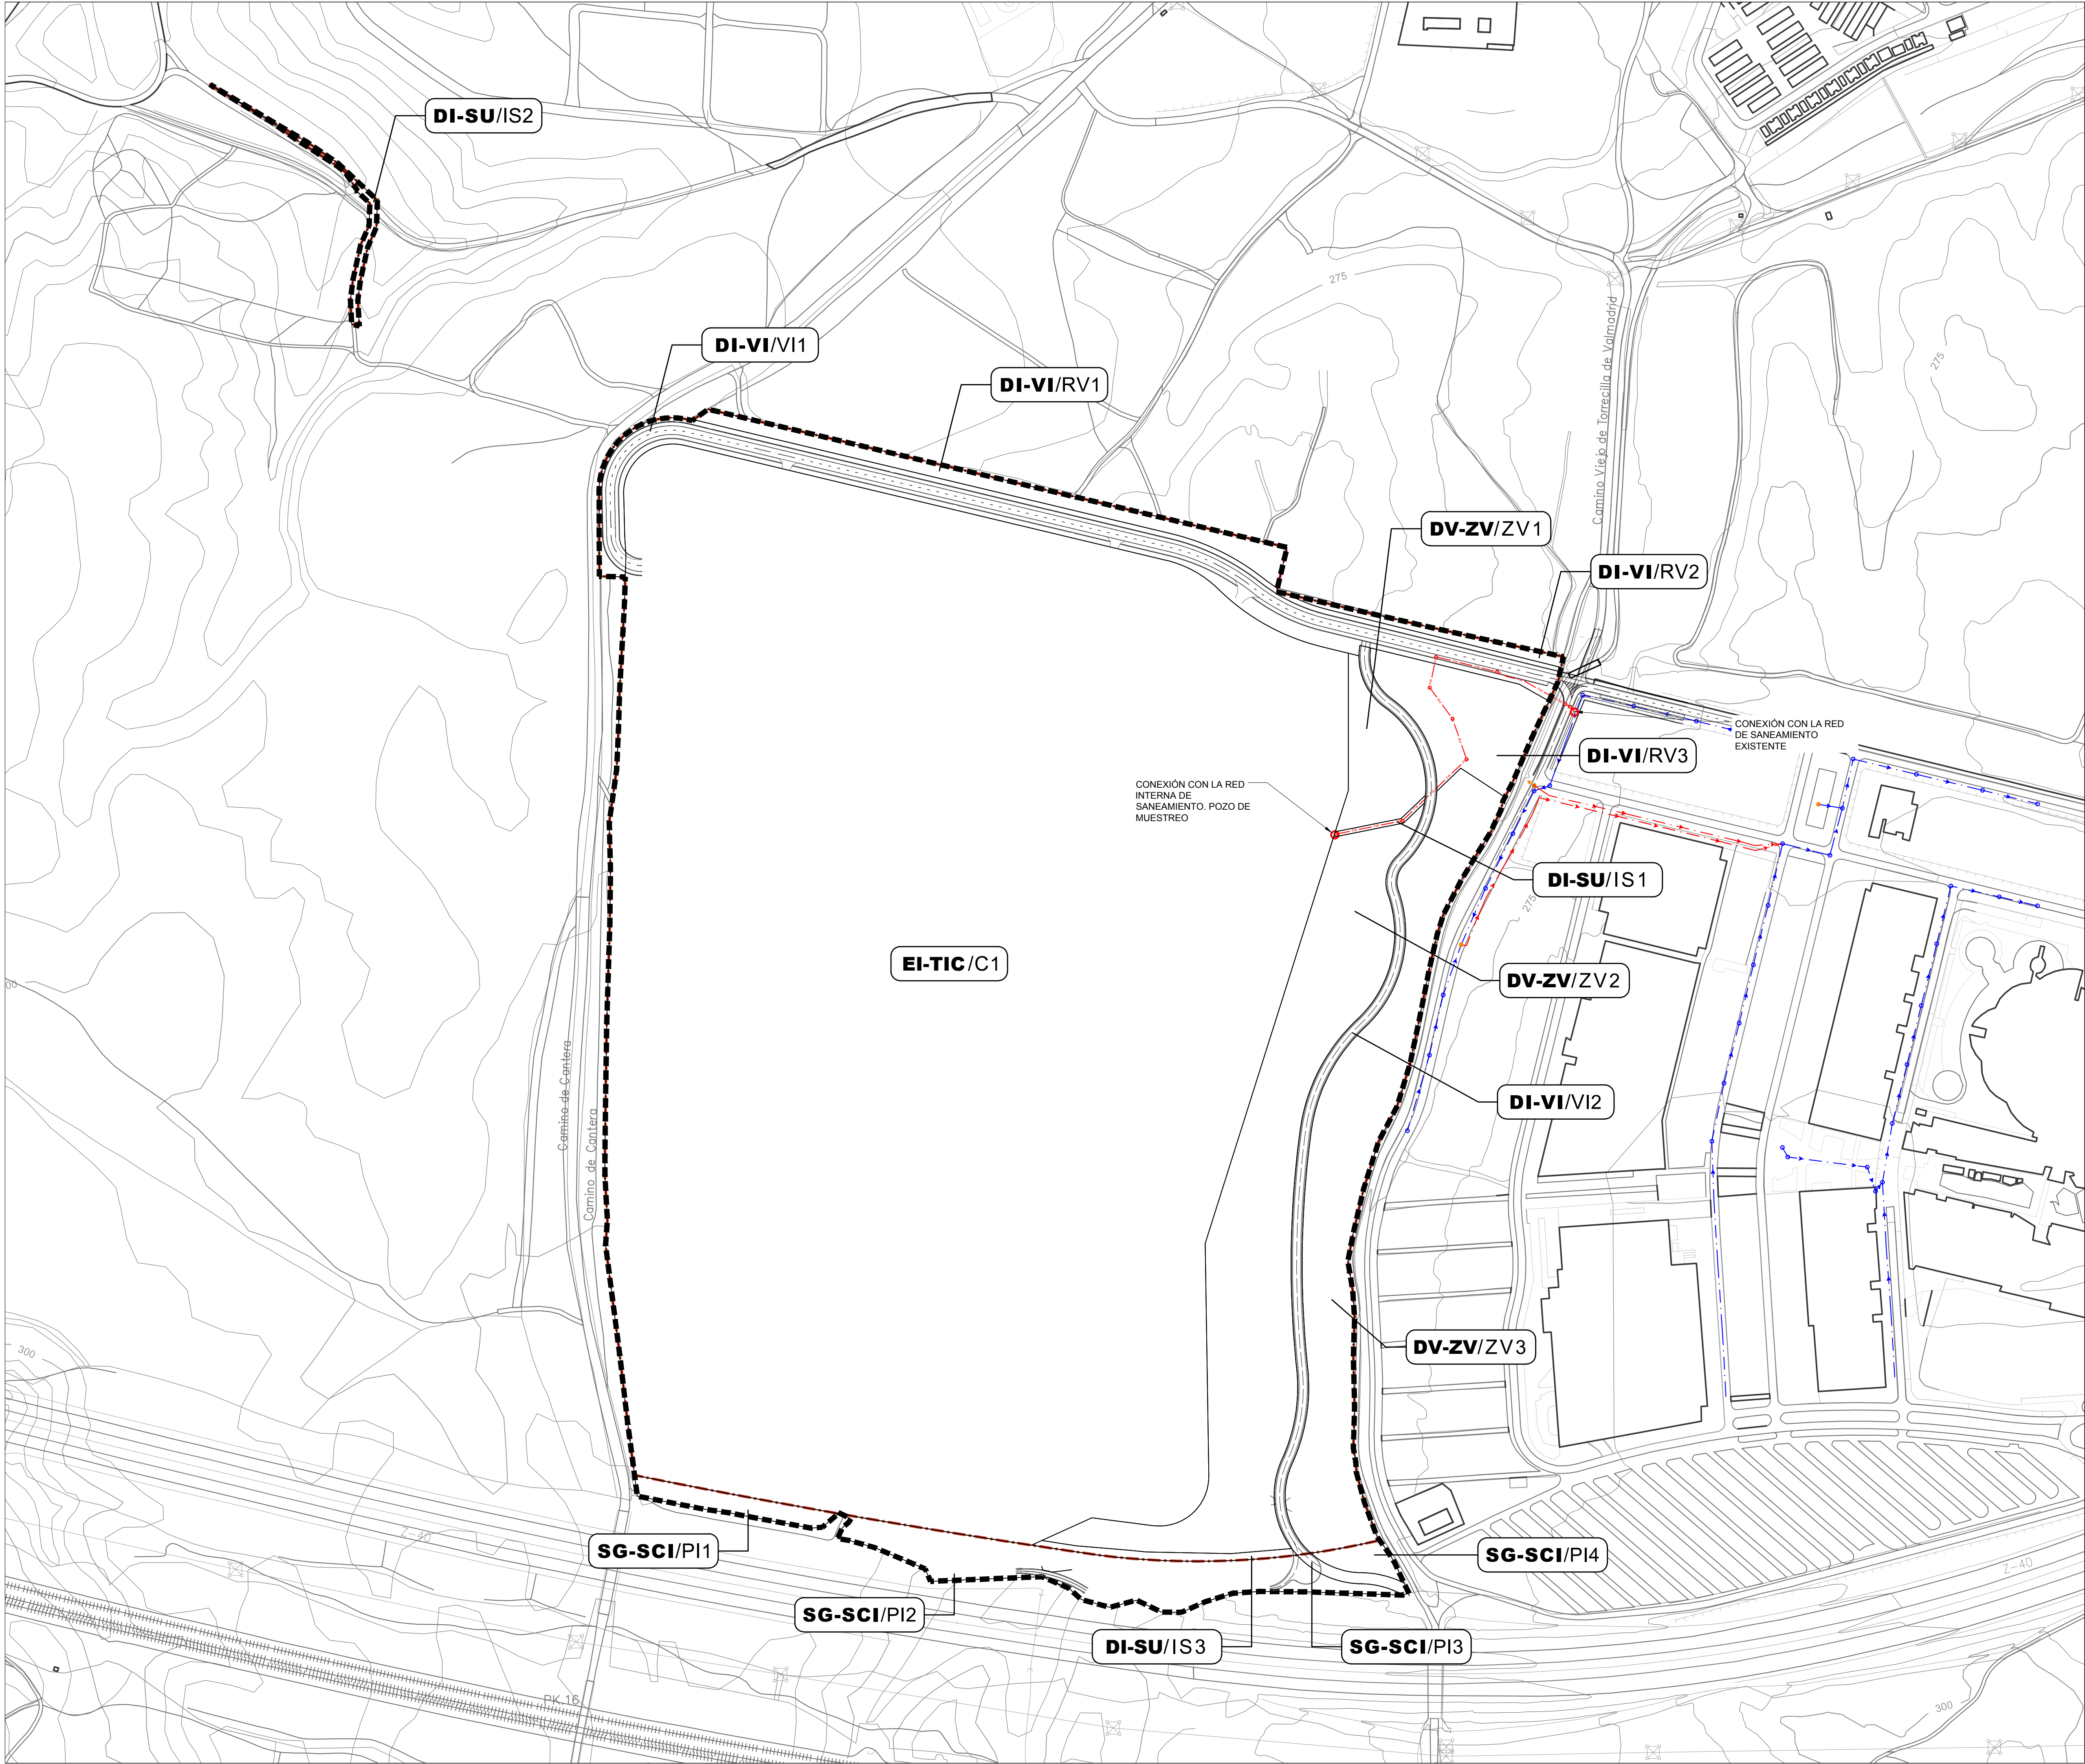 DI-SU/IS2
275
DI-VI/VI1
DI-VI/RV1
Camino Viejo de Torrecilla de Valmadrid
275
DV-ZV/ZV1
DI-VI/RV2
CONEXIÓN CON LA RED
DE SANEAMIENTO
EXISTENTE
DI-VI/RV3
CONEXIÓN CON LA RED
INTERNA DE
SANEAMIENTO. POZO DE
MUESTREO
DI-SU/IS1
275
EI-TIC/C1
DV-ZV/ZV2
00
Camino de Cantera
Camino de Cantera
DI-VI/VI2
DV-ZV/ZV3
300
Z-40
SG-SCI/PI1
SG-SCI/PI4
Z-40
SG-SCI/PI2
DI-SU/IS3
SG-SCI/PI3
PK.16
300